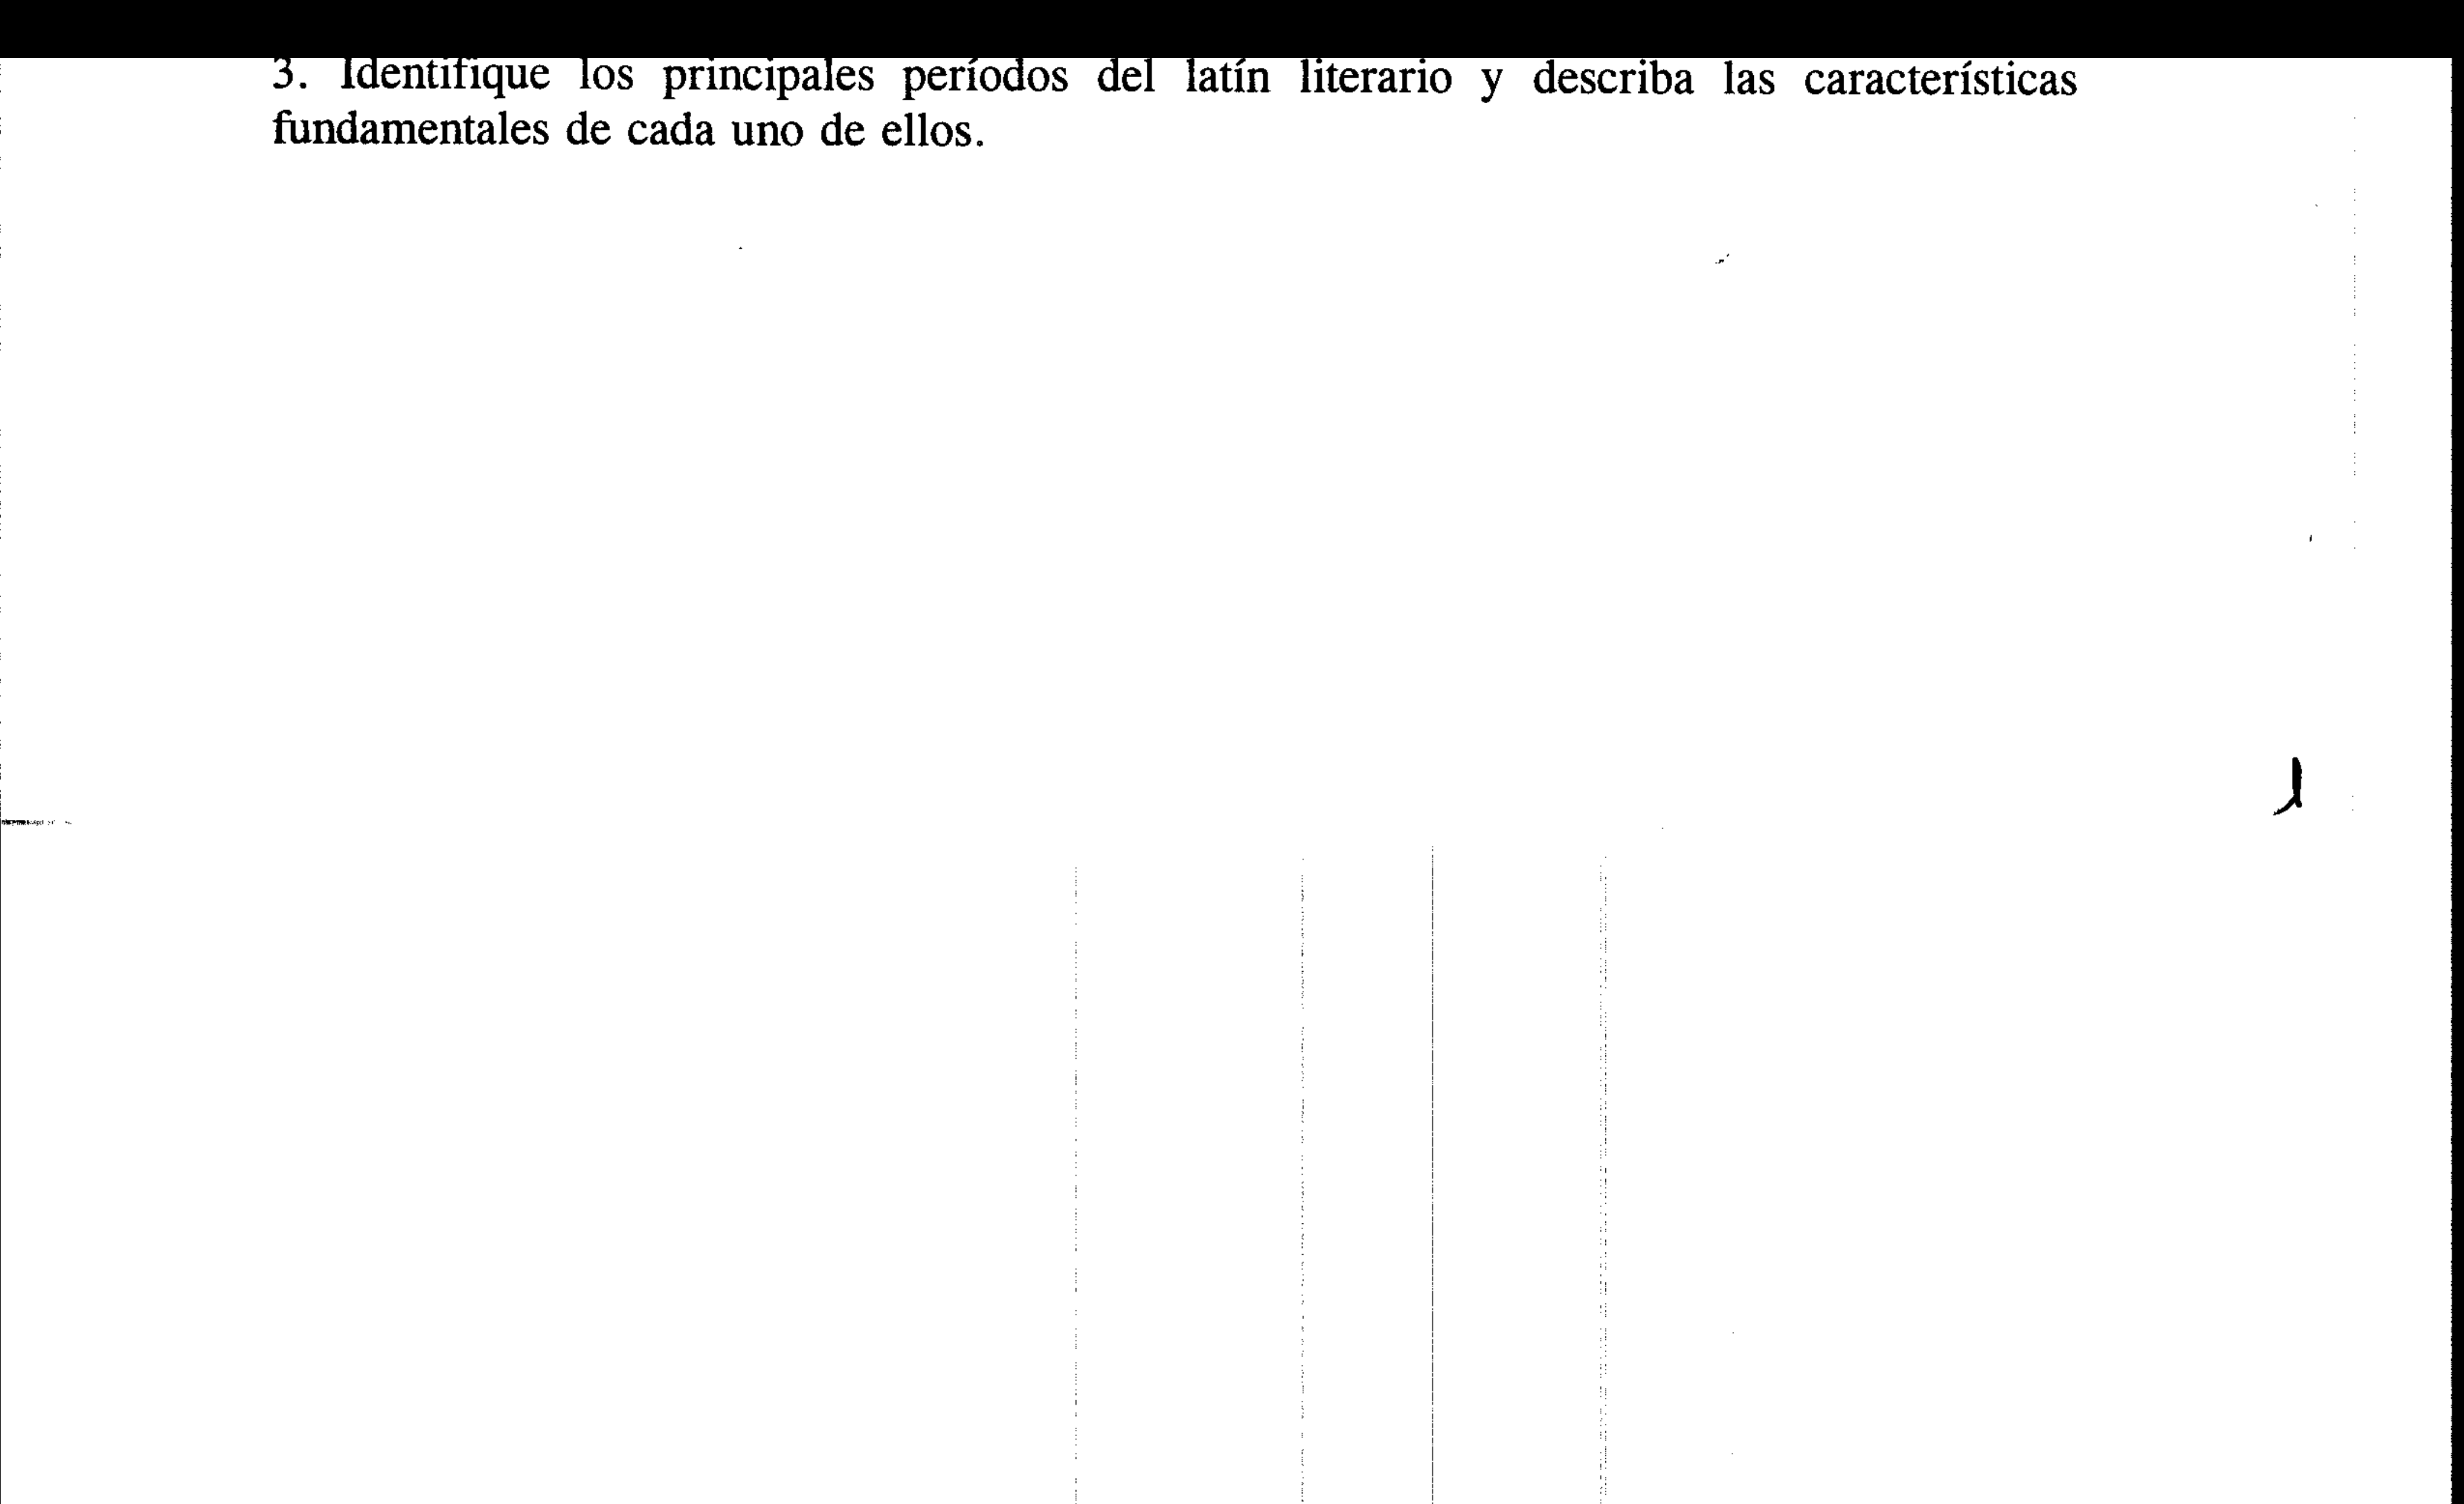 3. Identifique los principales períodos del latín literario y describa las características
fundamentales de cada uno de ellos.